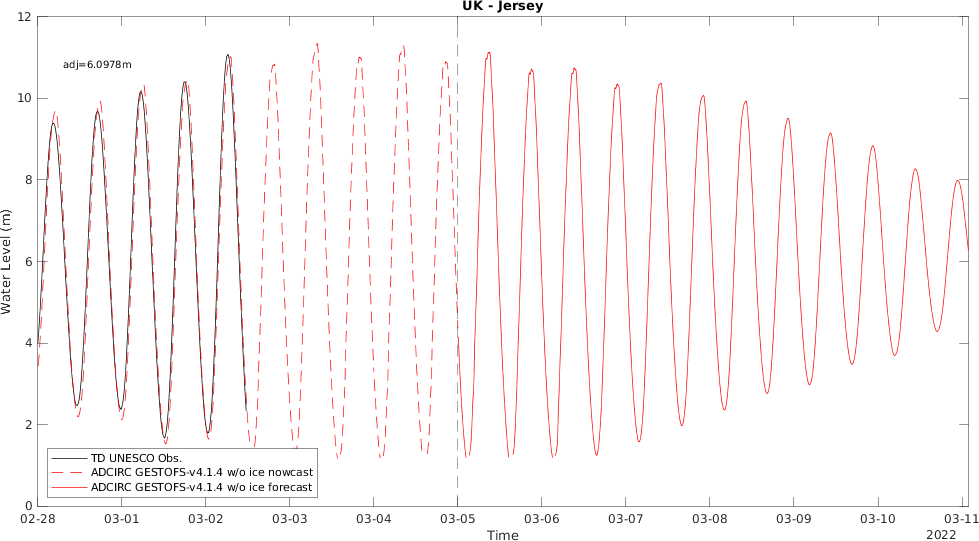 UK - Jersey
adj=6.0978m
Water Level (m)
12
10
8
6
4
2
0
TD UNESCO Obs.
ADCIRC GESTOFS-v4.1.4 w/o ice nowcast
ADCIRC GESTOFS-v4.1.4 w/o ice forecast
02-28 03-01 03-02 03-03 03-04 03-05 03-06 03-07 03-08 03-09 03-10 03-11
Time
2022